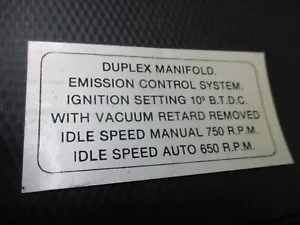 DUPLEX MANIFOLD.
EMISSION CONTROL SYSTEM.
IGNITION SETTING 10º B.T.D.C.
WITH VACUUM RETARD REMOVED
IDLE SPEED MANUAL 750 R.P.M.
IDLE SPEED AUTO 650 R.P.M.